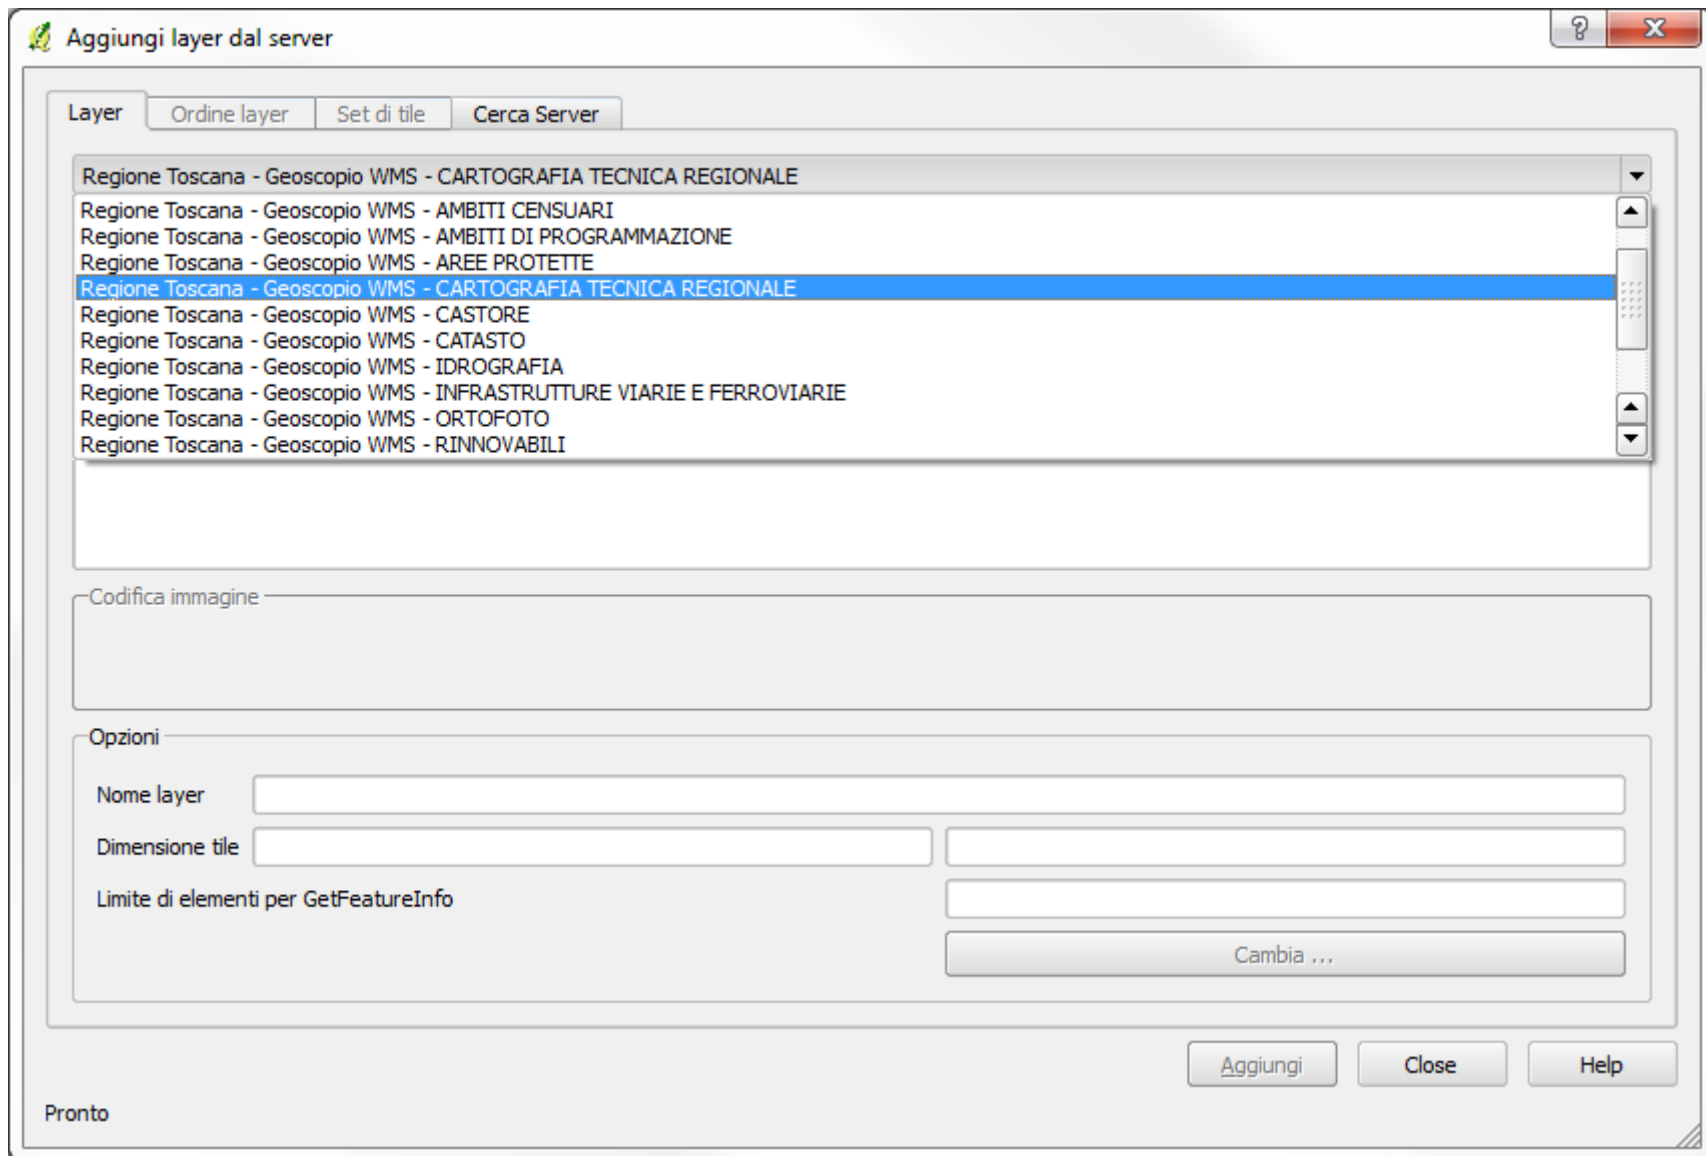 Aggiungi layer dal server
Layer
Ordine layer
Set di tile
Cerca Server
Regione Toscana - Geoscopio WMS - CARTOGRAFIA TECNICA REGIONALE
Regione Toscana - Geoscopio WMS - AMBITI CENSUARI
Regione Toscana - Geoscopio WMS - AMBITI DI PROGRAMMAZIONE
Regione Toscana - Geoscopio WMS - AREE PROTETTE
Regione Toscana - Geoscopio WMS - CARTOGRAFIA TECNICA REGIONALE
Regione Toscana - Geoscopio WMS - CASTORE
Regione Toscana - Geoscopio WMS - CATASTO
Regione Toscana - Geoscopio WMS - IDROGRAFIA
Regione Toscana - Geoscopio WMS - INFRASTRUTTURE VIARIE E FERROVIARIE
Regione Toscana - Geoscopio WMS - ORTOFOTO
Regione Toscana - Geoscopio WMS - RINNOVABILI
Codifica immagine
Opzioni
Nome layer
Dimensione tile
Limite di elementi per GetFeatureInfo
Cambia ...
Aggiungi
Close
Help
Pronto